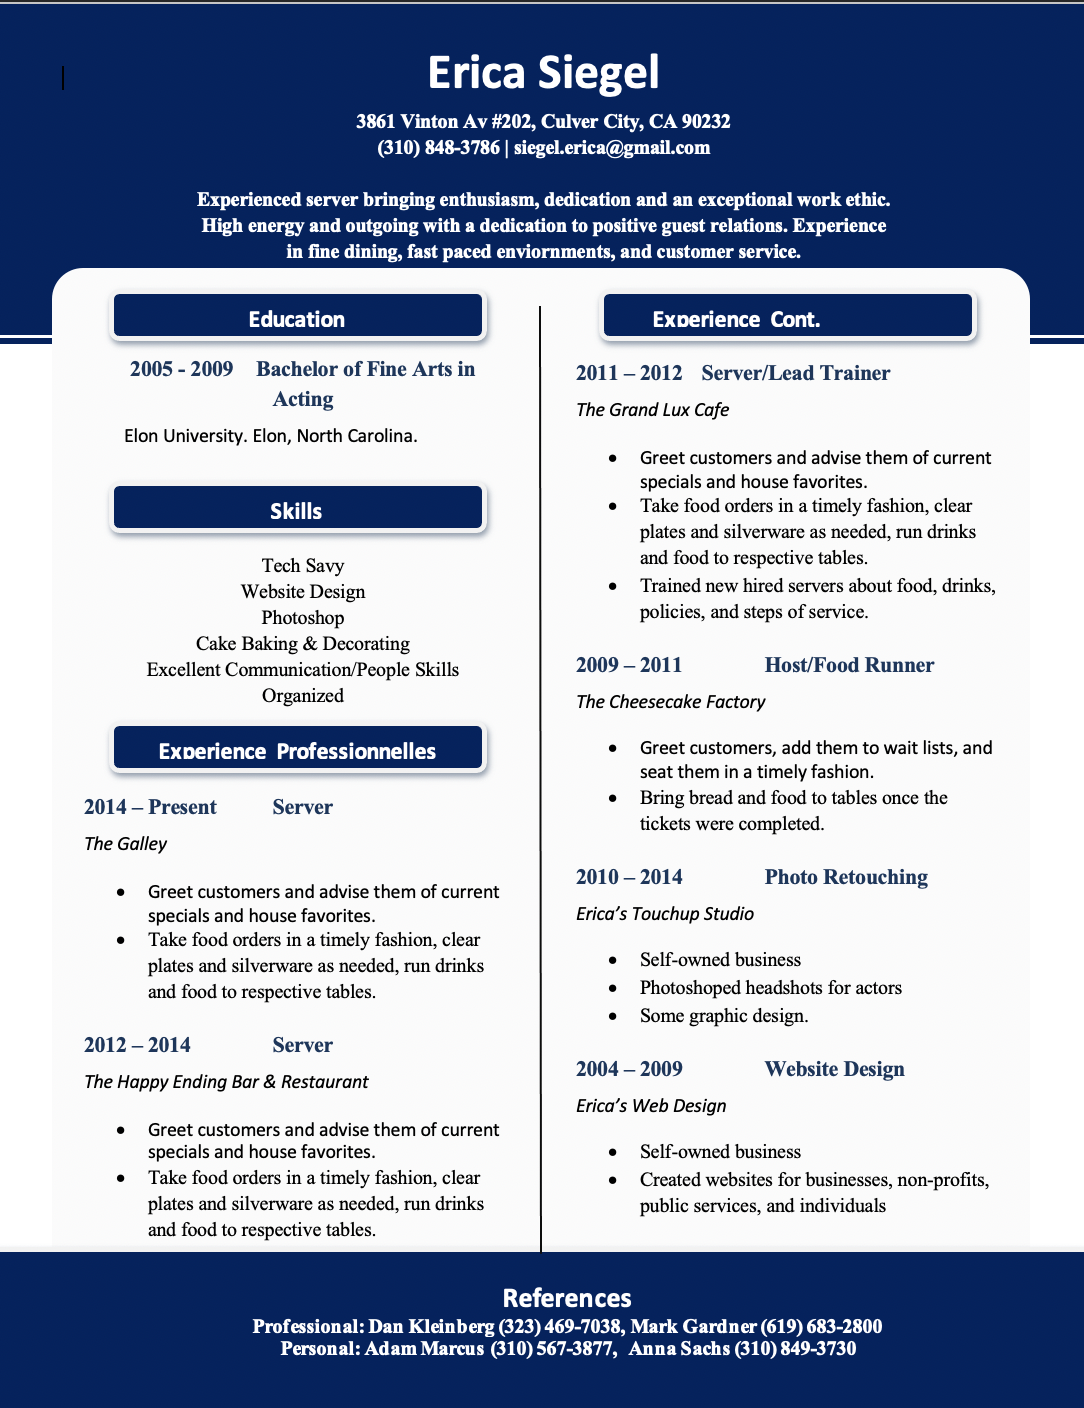 Erica Siegel
3861 Vinton Av #202, Culver City, CA 90232
(310) 848-3786 | siegel.erica@gmail.com
Experienced server bringing enthusiasm, dedication and an exceptional work ethic.
High energy and outgoing with a dedication to positive guest relations. Experience
in fine dining, fast paced enviornments, and customer service.
Education
2005 - 2009 Bachelor of Fine Arts in
Acting
Elon University. Elon, North Carolina.
Skills
Tech Savy
Website Design
Photoshop
Cake Baking & Decorating
Excellent Communication/People Skills
Organized
Experience Professionnelles
2014 – Present Server
The Galley
• Greet customers and advise them of current
specials and house favorites.
• Take food orders in a timely fashion, clear
plates and silverware as needed, run drinks
and food to respective tables.
2012 – 2014 Server
The Happy Ending Bar & Restaurant
• Greet customers and advise them of current
specials and house favorites.
• Take food orders in a timely fashion, clear
plates and silverware as needed, run drinks
and food to respective tables.
Experience Cont.
2011 – 2012 Server/Lead Trainer
The Grand Lux Cafe
• Greet customers and advise them of current
specials and house favorites.
• Take food orders in a timely fashion, clear
plates and silverware as needed, run drinks
and food to respective tables.
• Trained new hired servers about food, drinks,
policies, and steps of service.
2009 – 2011 Host/Food Runner
The Cheesecake Factory
• Greet customers, add them to wait lists, and
seat them in a timely fashion.
• Bring bread and food to tables once the
tickets were completed.
2010 – 2014 Photo Retouching
Erica’s Touchup Studio
• Self-owned business
• Photoshoped headshots for actors
• Some graphic design.
2004 – 2009 Website Design
Erica’s Web Design
• Self-owned business
• Created websites for businesses, non-profits,
public services, and individuals
References
Professional: Dan Kleinberg (323) 469-7038, Mark Gardner (619) 683-2800
Personal: Adam Marcus (310) 567-3877, Anna Sachs (310) 849-3730